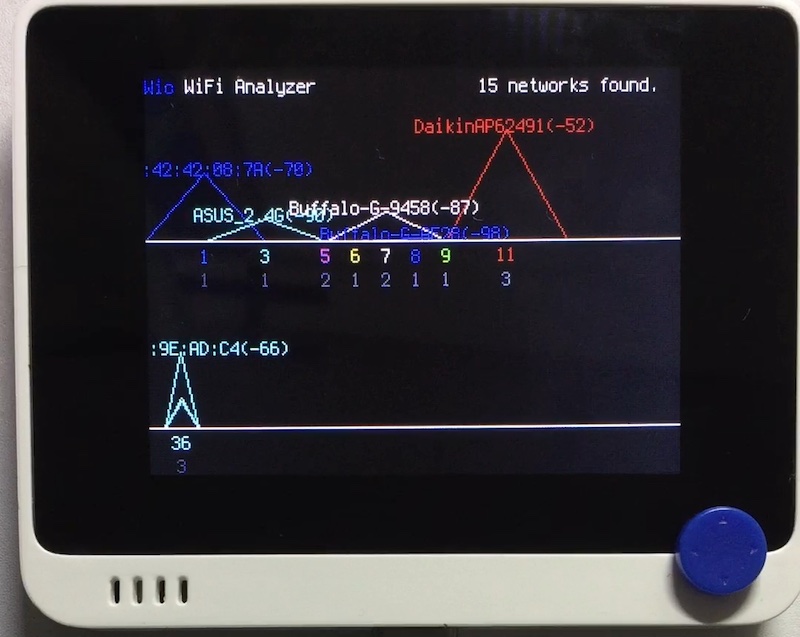 Wio WiFi Analyzer 15 networks found.
DaikinAP62491(-52)
:42:42:08:7A(-70)
Buffalo-G-9458(-87)
ASUS_2.4G(-90)
1 3 5 6 7 8 9 11
1 1 2 1 2 1 1 3
:9E:AD:C4(-66)
36
3